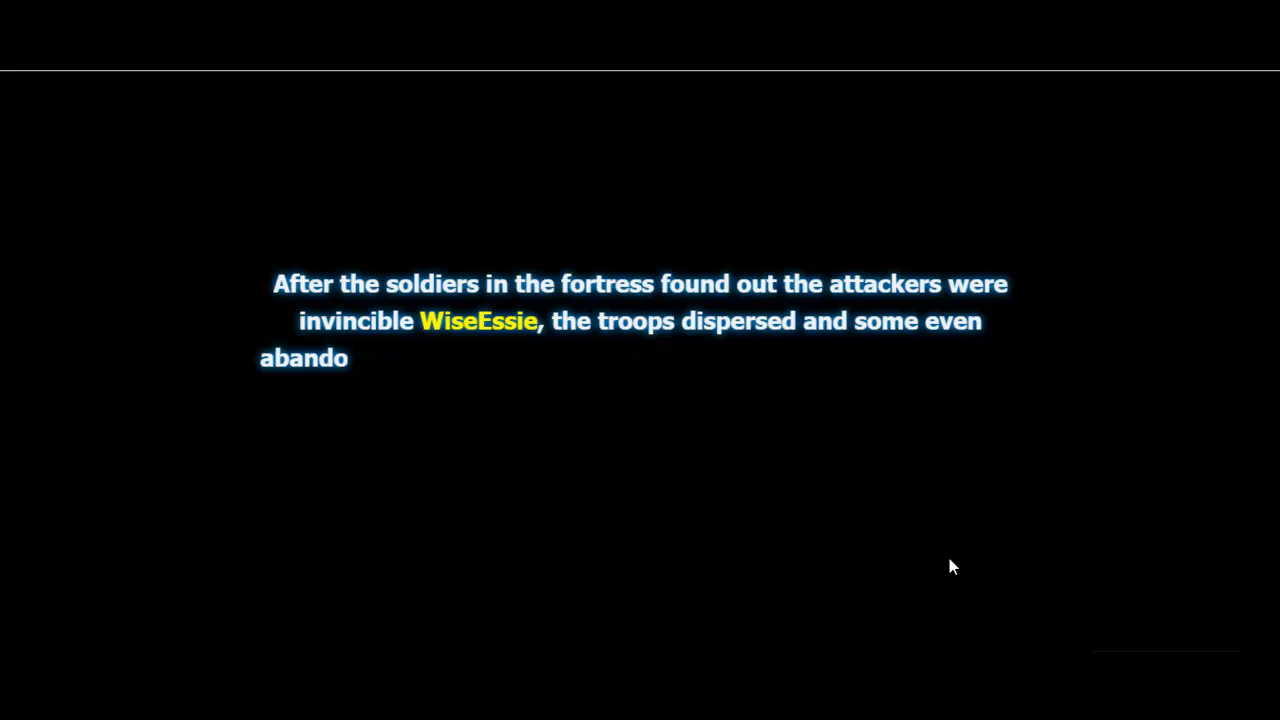 After the soldiers in the fortress found out the attackers were
invincible WiseEssie, the troops dispersed and some even
abando